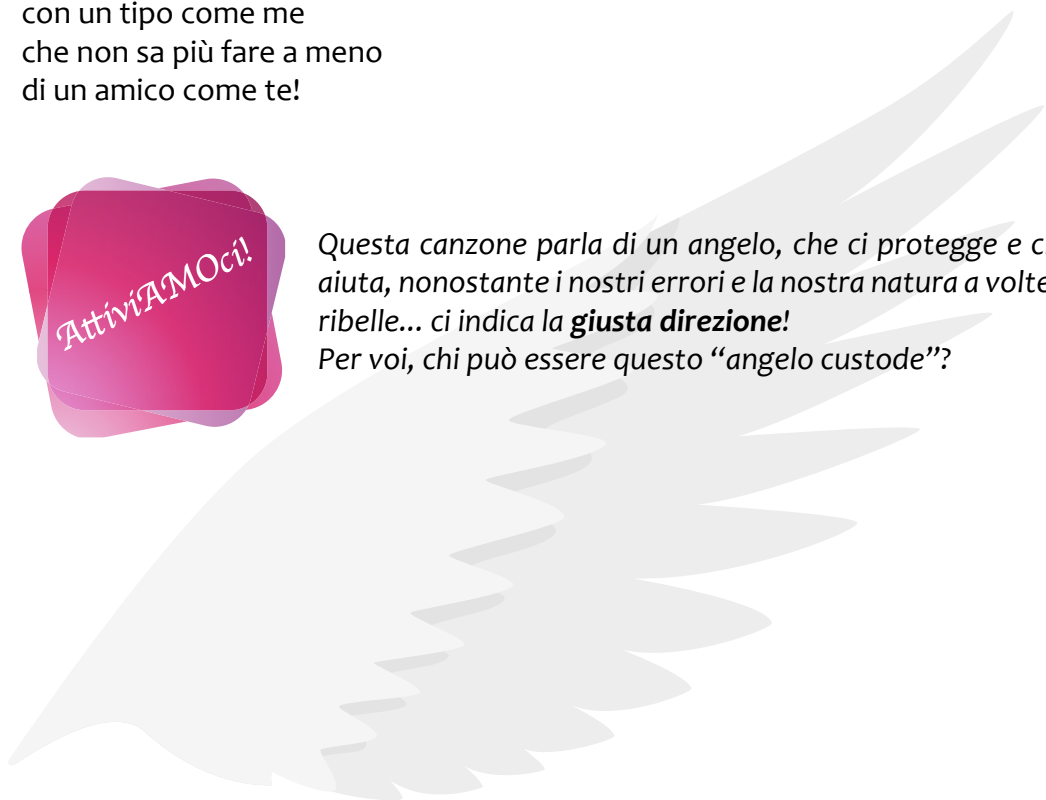 con un tipo come me
che non sa più fare a meno
di un amico come te!
AttiviAMOci!
Questa canzone parla di un angelo, che ci protegge e
aiuta, nonostante i nostri errori e la nostra natura a volte
ribelle... ci indica la giusta direzione!
Per voi, chi può essere questo “angelo custode”?